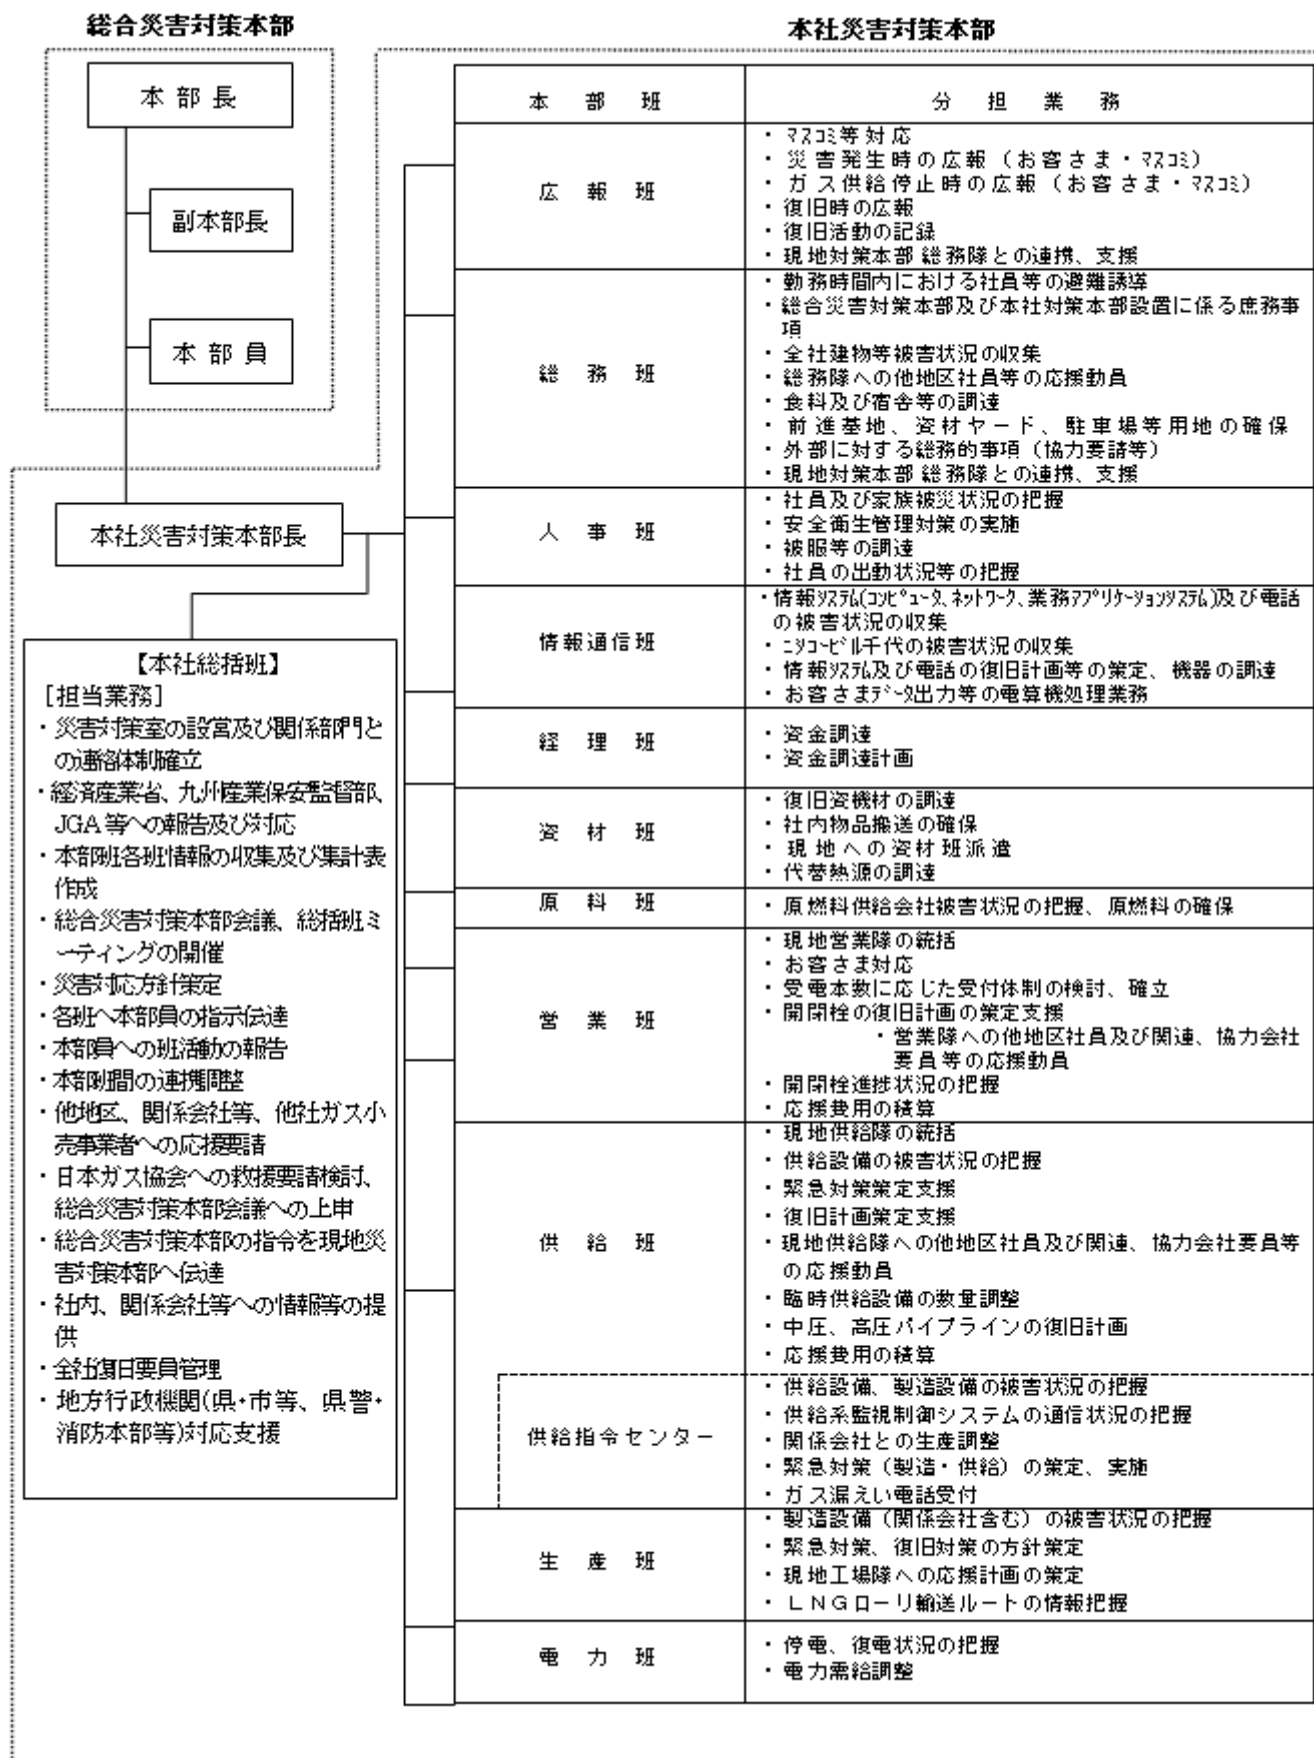 総合災害対策本部
本部長
副本部長
本部員
本社災害対策本部長
【本社総括班】
[担当業務]
・災害対策室の設営及び関係部門と
の連絡体制確立
・経済産業省、九州産業保安監督部、
JGA等への報告及び対応
・本部班各班情報の収集及び集計表
作成
・総合災害対策本部会議、総括班ミ
ーティングの開催
・災害対応方針策定
・各班へ本部員の指示伝達
・本部員への班活動の報告
・本部班間の連携調整
・他地区、関係会社等、他社ガス小
売事業者への応援要請
・日本ガス協会への救援要請検討、
総合災害対策本部会議への上申
・総合災害対策本部の指令を現地災
害対策本部へ伝達
・社内、関係会社等への情報等の提
供
・全社復旧要員管理
・地方行政機関(県・市等、県警・
消防本部等)対応支援
本社災害対策本部
本部班 分担業務
広報班
・ﾏｽｺﾐ等対応
・災害発生時の広報（お客さま・ﾏｽｺﾐ）
・ガス供給停止時の広報（お客さま・ﾏｽｺﾐ）
・復旧時の広報
・復旧活動の記録
・現地対策本部 総務隊との連携、支援
総務班
・勤務時間内における社員等の避難誘導
・総合災害対策本部及び本社対策本部設置に係る庶務事
項
・全社建物等被害状況の収集
・総務隊への他地区社員等の応援動員
・食料及び宿舎等の調達
・前進基地、資材ヤード、駐車場等用地の確保
・外部に対する総務的事項（協力要請等）
・現地対策本部 総務隊との連携、支援
人事班
・社員及び家族被災状況の把握
・安全衛生管理対策の実施
・被服等の調達
・社員の出動状況等の把握
情報通信班
・情報ｼｽﾃﾑ(ｺﾝﾋﾟｭｰﾀ､ﾈｯﾄﾜｰｸ､業務ｱﾌﾟﾘｹｰｼｮﾝｼｽﾃﾑ)及び電話
の被害状況の収集
・ﾆｼｺｰﾋﾞﾙ千代の被害状況の収集
・情報ｼｽﾃﾑ及び電話の復旧計画等の策定、機器の調達
・お客さまﾃﾞｰﾀ出力等の電算機処理業務
経理班
・資金調達
・資金調達計画
資材班
・復旧資機材の調達
・社内物品搬送の確保
・現地への資材班派遣
・代替熱源の調達
原料班
・原燃料供給会社被害状況の把握、原燃料の確保
営業班
・現地営業隊の統括
・お客さま対応
・受電本数に応じた受付体制の検討、確立
・開閉栓の復旧計画の策定支援
・営業隊への他地区社員及び関連、協力会社
要員等の応援動員
・開閉栓進捗状況の把握
・応援費用の積算
供給班
・現地供給隊の統括
・供給設備の被害状況の把握
・緊急対策策定支援
・復旧計画策定支援
・現地供給隊への他地区社員及び関連、協力会社要員等
の応援動員
・臨時供給設備の数量調整
・中圧、高圧パイプラインの復旧計画
・応援費用の積算
供給指令センター
・供給設備、製造設備の被害状況の把握
・供給系監視制御システムの通信状況の把握
・関係会社との生産調整
・緊急対策（製造・供給）の策定、実施
・ガス漏えい電話受付
生産班
・製造設備（関係会社含む）の被害状況の把握
・緊急対策、復旧対策の方針策定
・現地工場隊への応援計画の策定
・ＬＮＧローリ輸送ルートの情報把握
電力班
・停電、復電状況の把握
・電力需給調整